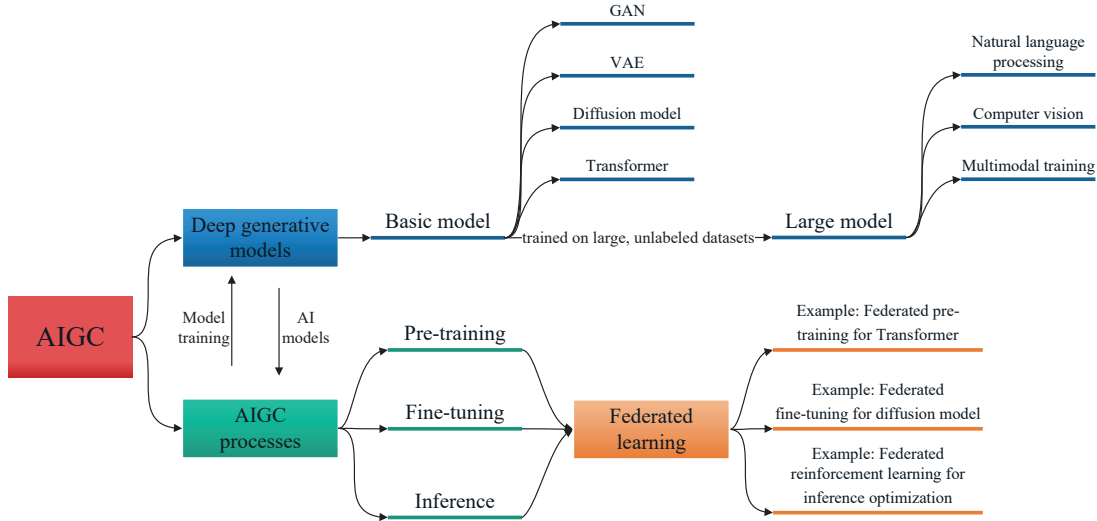 GAN
VAE
Diffusion model
Transformer
Natural language
processing
Computer vision
Multimodal training
Deep generative
models
Basic model
trained on large, unlabeled datasets
Large model
AIGC
Model
training
AI
models
AIGC
processes
Pre-training
Fine-tuning
Inference
Federated
learning
Example: Federated pre-
training for Transformer
Example: Federated
fine-tuning for diffusion model
Example: Federated
reinforcement learning for
inference optimization